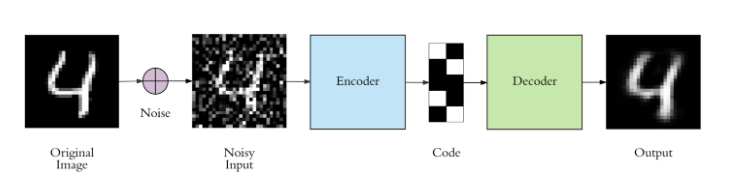 Encoder
Decoder
Noise
Original
Image
Noisy
Input
Code
Output